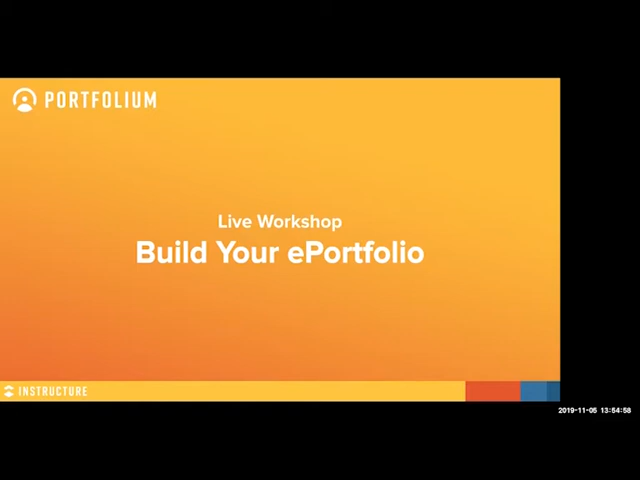 PORTFOLIUM
Live Workshop
Build Your ePortfolio
INSTRUCTURE
2019-11-05 13:54:58